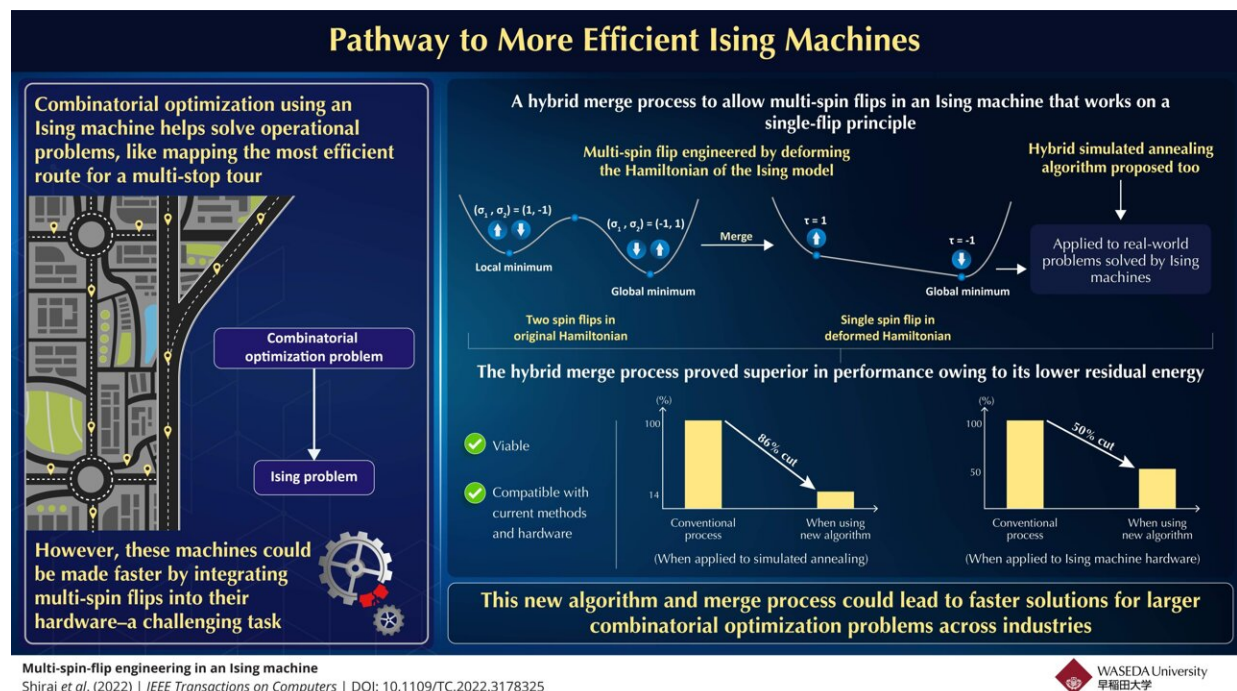 Pathway to More Efficient Ising Machines
Combinatorial optimization using an
Ising machine helps solve operational
problems, like mapping the most efficient
route for a multi-stop tour
Combinatorial
optimization problem
Ising problem
However, these machines could
be made faster by integrating
multi-spin flips into their
hardware–a challenging task
A hybrid merge process to allow multi-spin flips in an Ising machine that works on a
single-flip principle
Multi-spin flip engineered by deforming
the Hamiltonian of the Ising model
Hybrid simulated annealing
algorithm proposed too
(σ₁ , σ₂) = (1, -1)
Local minimum
(σ₁ , σ₂) = (-1, 1)
Global minimum
Merge
τ = 1
τ = -1
Global minimum
Applied to real-world
problems solved by Ising
machines
Two spin flips in
original Hamiltonian
Single spin flip in
deformed Hamiltonian
The hybrid merge process proved superior in performance owing to its lower residual energy
Viable
Compatible with
current methods
and hardware
(%)
100
14
86% cut
Conventional
process
When using
new algorithm
(When applied to simulated annealing)
(%)
100
50
50% cut
Conventional
process
When using
new algorithm
(When applied to Ising machine hardware)
This new algorithm and merge process could lead to faster solutions for larger
combinatorial optimization problems across industries
Multi-spin-flip engineering in an Ising machine
Shirai et al. (2022) | IEEE Transactions on Computers | DOI: 10.1109/TC.2022.3178325
WASEDA University
早稲田大学